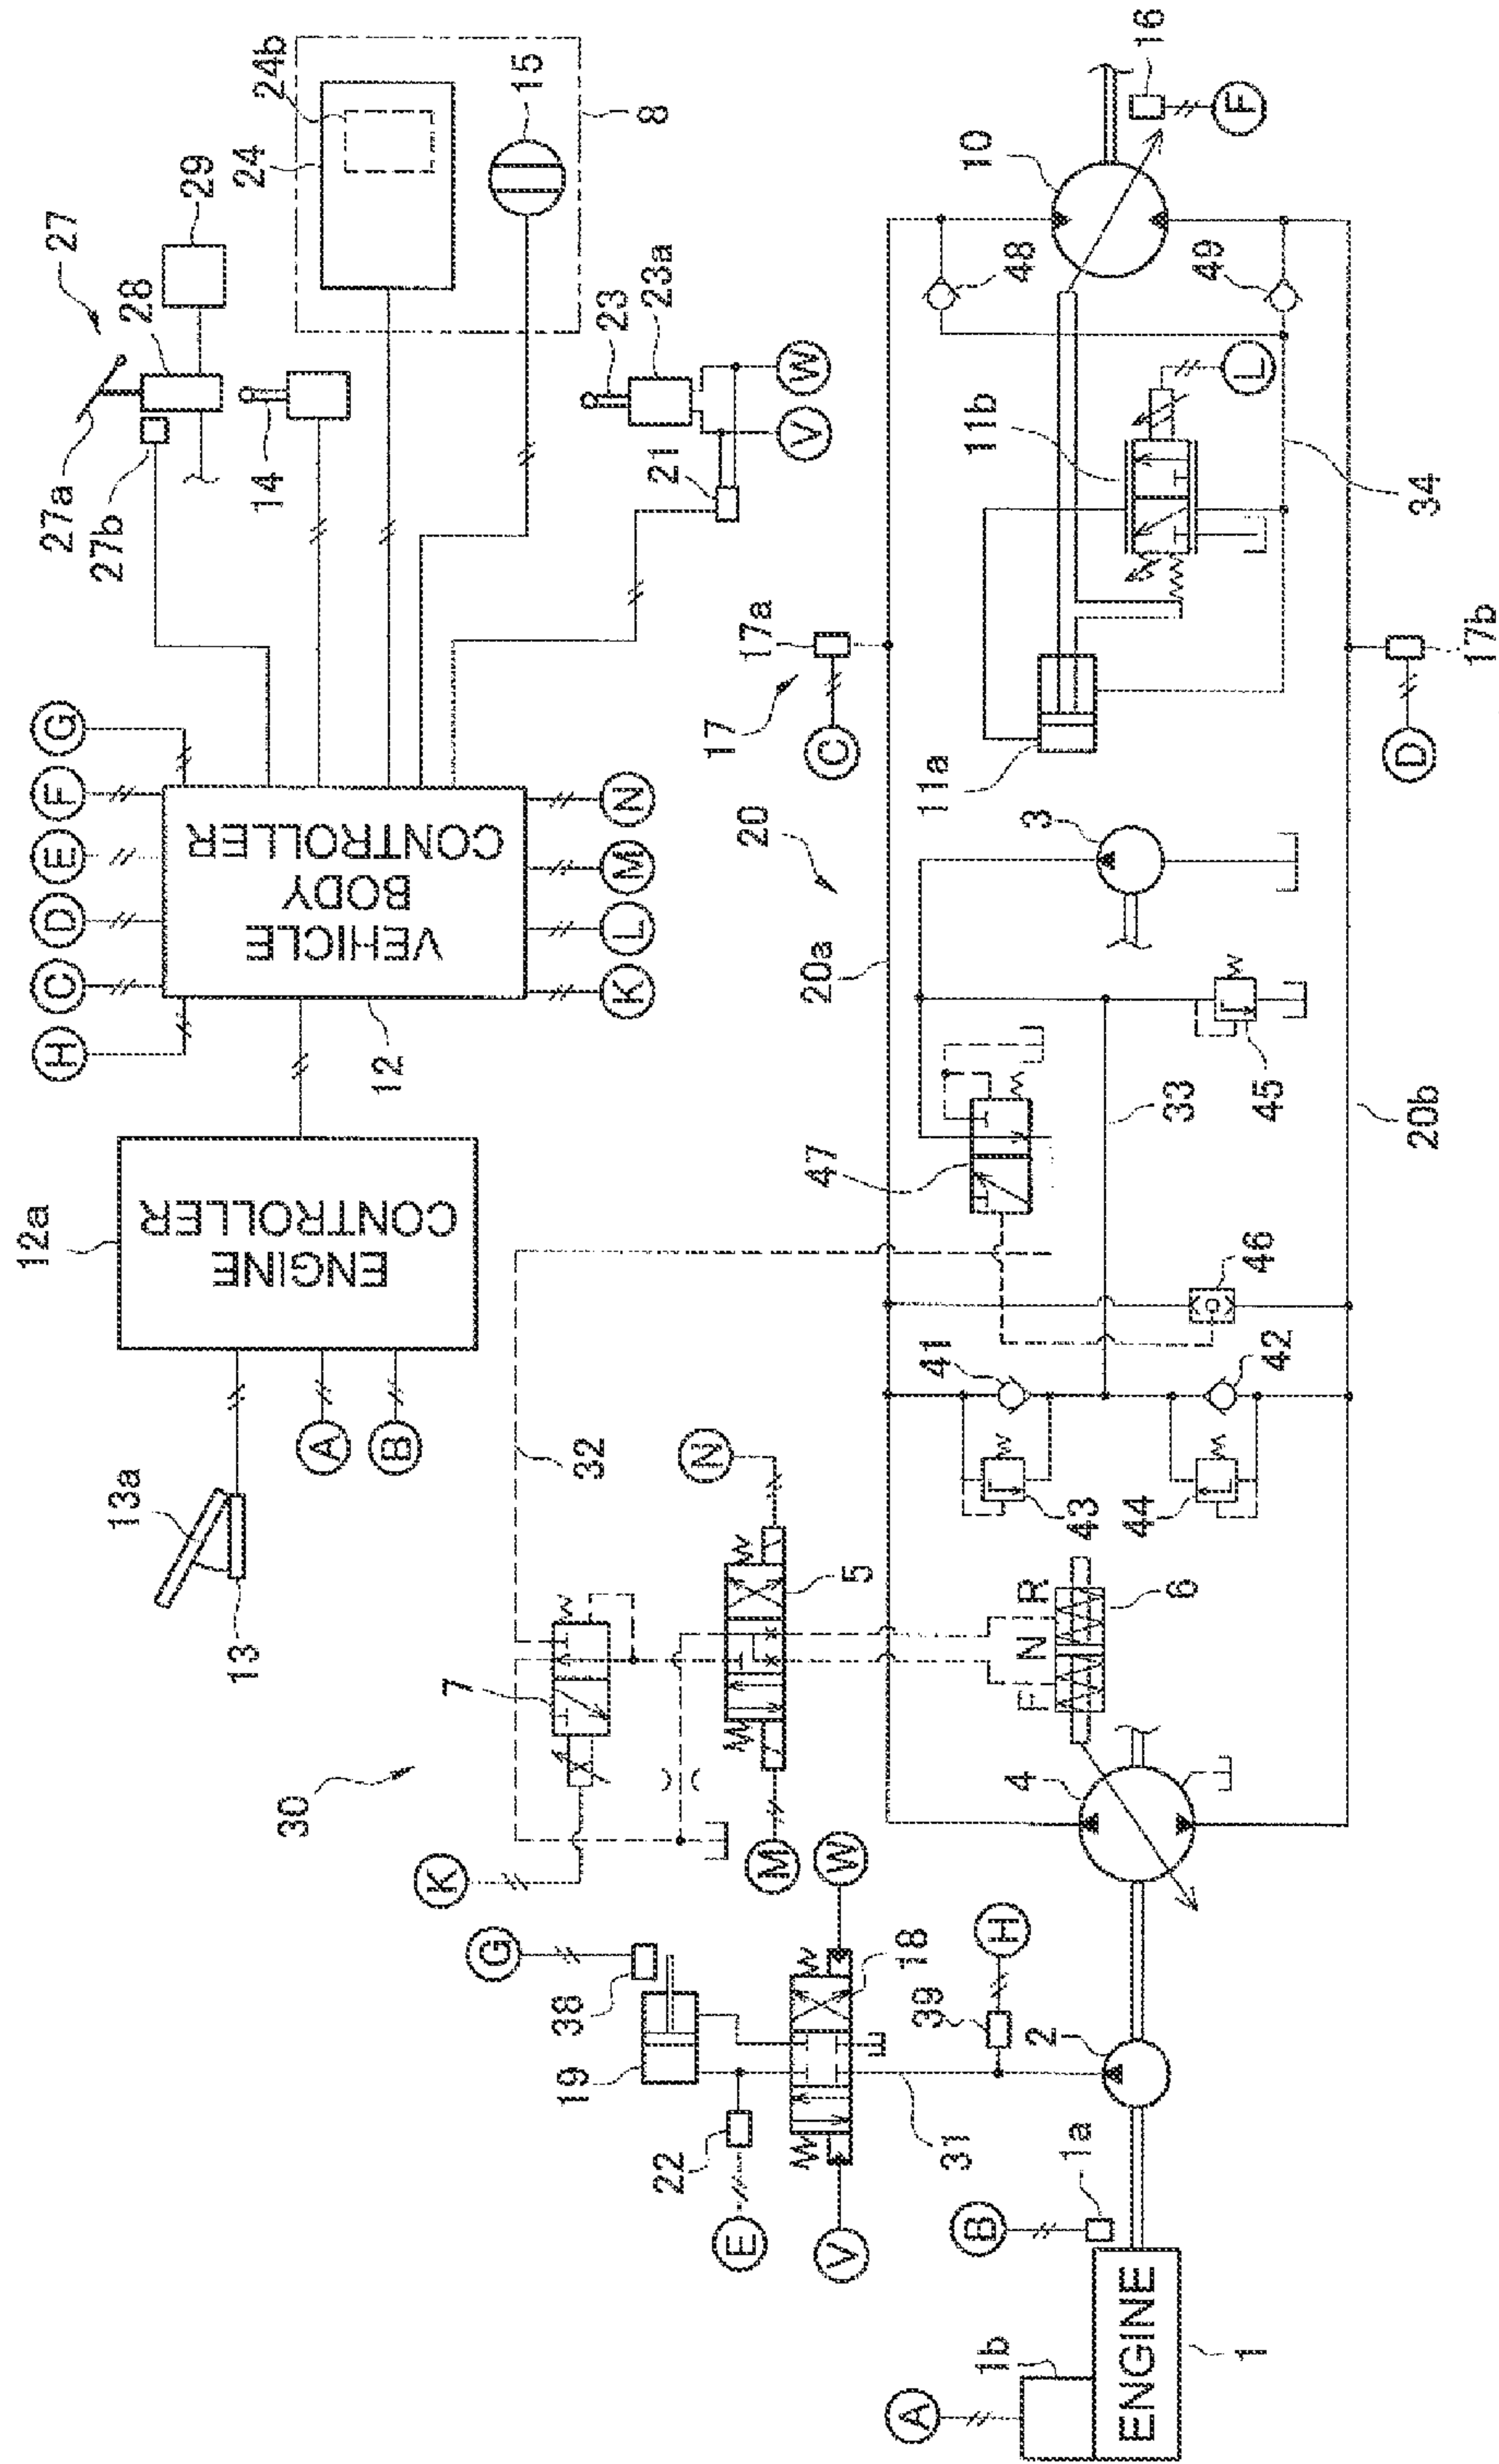 12a
13a
13
ENGINE
CONTROLLER
A
B
H
C
D
E
F
G
VEHICLE
BODY
CONTROLLER
12
K
L
M
N
27a
27b
27
28
29
14
24
24b
15
8
23
23a
21
V
W
30
K
7
32
G
38
19
22
E
M
5
N
W
18
V
39
H
31
2
B
1a
A
1b
ENGINE
1
4
F
N
R
6
41
42
43
44
46
47
33
45
20
20a
20b
3
17
17a
C
11a
11b
L
34
48
49
10
16
F
D
17b